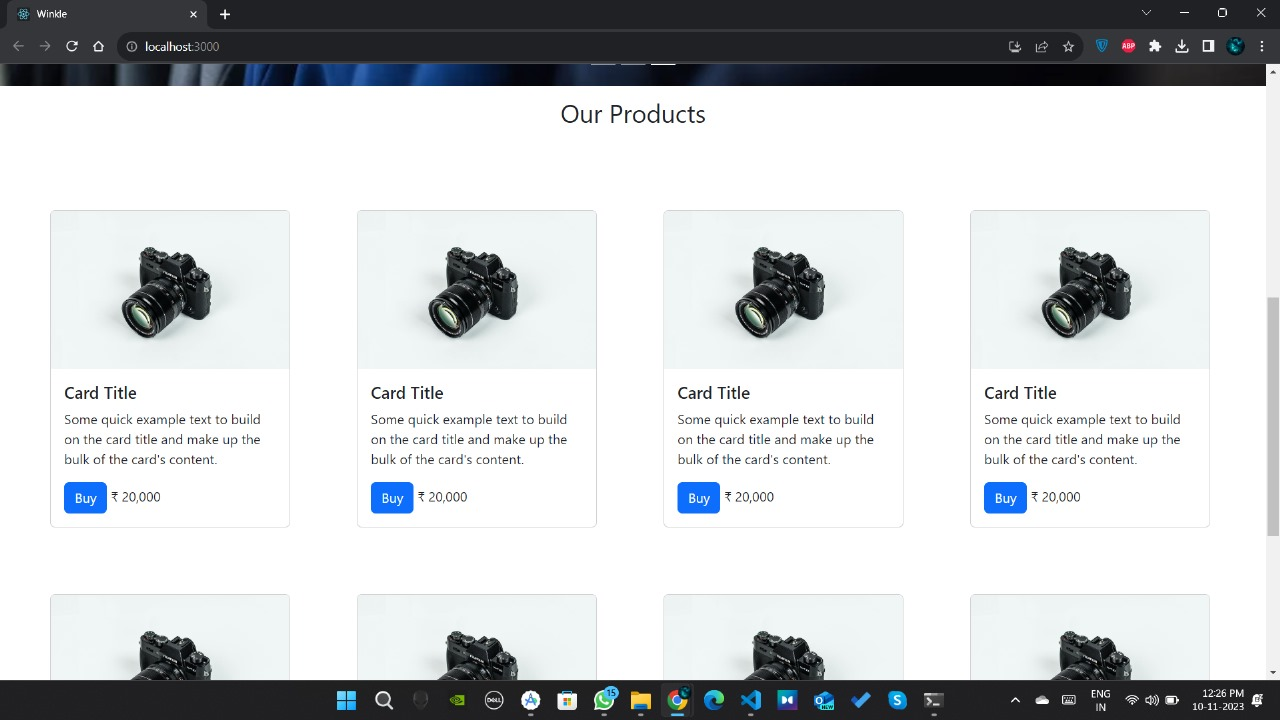 Winkle
localhost:3000
ABP
Our Products
Card Title
Some quick example text to build
on the card title and make up the
bulk of the card's content.
Buy ₹ 20,000
Card Title
Some quick example text to build
on the card title and make up the
bulk of the card's content.
Buy ₹ 20,000
Card Title
Some quick example text to build
on the card title and make up the
bulk of the card's content.
Buy ₹ 20,000
Card Title
Some quick example text to build
on the card title and make up the
bulk of the card's content.
Buy ₹ 20,000
DELL
15
NEW
ENG
IN
12:26 PM
10-11-2023